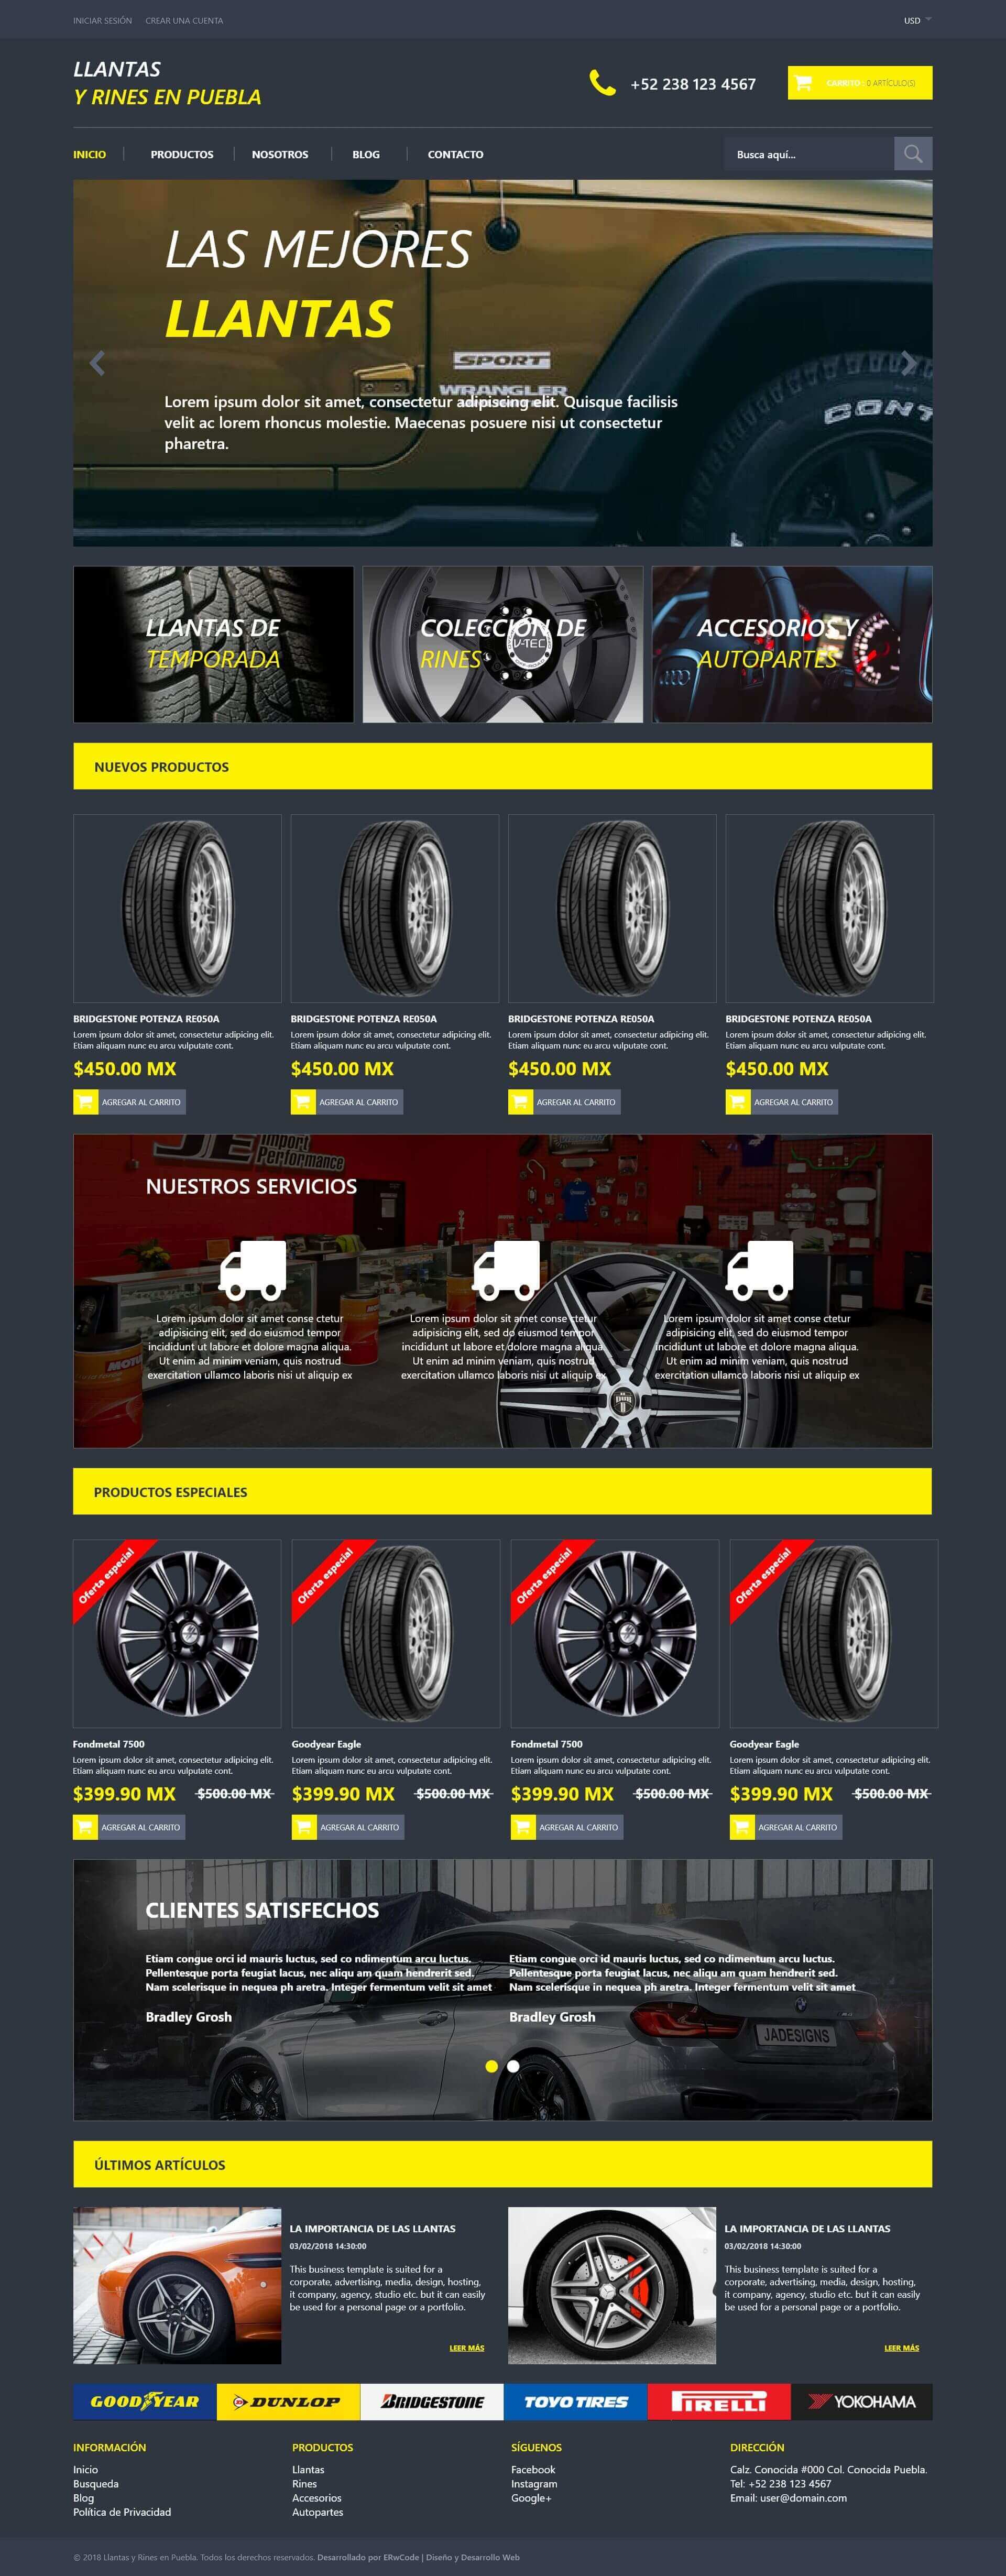 INICIAR SESIÓN CREAR UNA CUENTA USD
LLANTAS
Y RINES EN PUEBLA
+52 238 123 4567
CARRITO : 0 ARTÍCULO(S)
INICIO PRODUCTOS NOSOTROS BLOG CONTACTO
Busca aquí...
LAS MEJORES
LLANTAS
SPORT
WRANGLER
Lorem ipsum dolor sit amet, consectetur adipiscing elit. Quisque facilisis
velit ac lorem rhoncus molestie. Maecenas posuere nisi ut consectetur
pharetra.
CONT
LLANTAS DE
TEMPORADA
COLECCIÓN DE
RINES
V-TEC
ACCESORIOS Y
AUTOPARTES
NUEVOS PRODUCTOS
BRIDGESTONE POTENZA RE050A
Lorem ipsum dolor sit amet, consectetur adipicing elit.
Etiam aliquam nunc eu arcu vulputate cont.
$450.00 MX
AGREGAR AL CARRITO
BRIDGESTONE POTENZA RE050A
Lorem ipsum dolor sit amet, consectetur adipicing elit.
Etiam aliquam nunc eu arcu vulputate cont.
$450.00 MX
AGREGAR AL CARRITO
BRIDGESTONE POTENZA RE050A
Lorem ipsum dolor sit amet, consectetur adipicing elit.
Etiam aliquam nunc eu arcu vulputate cont.
$450.00 MX
AGREGAR AL CARRITO
BRIDGESTONE POTENZA RE050A
Lorem ipsum dolor sit amet, consectetur adipicing elit.
Etiam aliquam nunc eu arcu vulputate cont.
$450.00 MX
AGREGAR AL CARRITO
JE Import
Performance
NUESTROS SERVICIOS
Lorem ipsum dolor sit amet conse ctetur
adipisicing elit, sed do eiusmod tempor
incididunt ut labore et dolore magna aliqua.
Ut enim ad minim veniam, quis nostrud
exercitation ullamco laboris nisi ut aliquip ex
Lorem ipsum dolor sit amet conse ctetur
adipisicing elit, sed do eiusmod tempor
incididunt ut labore et dolore magna aliqua.
Ut enim ad minim veniam, quis nostrud
exercitation ullamco laboris nisi ut aliquip ex
Lorem ipsum dolor sit amet conse ctetur
adipisicing elit, sed do eiusmod tempor
incididunt ut labore et dolore magna aliqua.
Ut enim ad minim veniam, quis nostrud
exercitation ullamco laboris nisi ut aliquip ex
MOTUL
PRODUCTOS ESPECIALES
Oferta especial
Fondmetal 7500
Lorem ipsum dolor sit amet, consectetur adipicing elit.
Etiam aliquam nunc eu arcu vulputate cont.
$399.90 MX $500.00 MX
AGREGAR AL CARRITO
Oferta especial
Goodyear Eagle
Lorem ipsum dolor sit amet, consectetur adipicing elit.
Etiam aliquam nunc eu arcu vulputate cont.
$399.90 MX $500.00 MX
AGREGAR AL CARRITO
Oferta especial
Fondmetal 7500
Lorem ipsum dolor sit amet, consectetur adipicing elit.
Etiam aliquam nunc eu arcu vulputate cont.
$399.90 MX $500.00 MX
AGREGAR AL CARRITO
Oferta especial
Goodyear Eagle
Lorem ipsum dolor sit amet, consectetur adipicing elit.
Etiam aliquam nunc eu arcu vulputate cont.
$399.90 MX $500.00 MX
AGREGAR AL CARRITO
CLIENTES SATISFECHOS
Etiam congue orci id mauris luctus, sed co ndimentum arcu luctus.
Pellentesque porta feugiat lacus, nec aliqu am quam hendrerit sed.
Nam scelerisque in nequea ph aretra. Integer fermentum velit sit amet
Bradley Grosh
Etiam congue orci id mauris luctus, sed co ndimentum arcu luctus.
Pellentesque porta feugiat lacus, nec aliqu am quam hendrerit sed.
Nam scelerisque in nequea ph aretra. Integer fermentum velit sit amet
Bradley Grosh
JADESIGNS
ÚLTIMOS ARTÍCULOS
LA IMPORTANCIA DE LAS LLANTAS
03/02/2018 14:30:00
This business template is suited for a
corporate, advertising, media, design, hosting,
it company, agency, studio etc. but it can easily
be used for a personal page or a portfolio.
LEER MÁS
LA IMPORTANCIA DE LAS LLANTAS
03/02/2018 14:30:00
This business template is suited for a
corporate, advertising, media, design, hosting,
it company, agency, studio etc. but it can easily
be used for a personal page or a portfolio.
LEER MÁS
GOODYEAR DUNLOP BRIDGESTONE TOYO TIRES PIRELLI YOKOHAMA
INFORMACIÓN
Inicio
Busqueda
Blog
Política de Privacidad
PRODUCTOS
Llantas
Rines
Accesorios
Autopartes
SÍGUENOS
Facebook
Instagram
Google+
DIRECCIÓN
Calz. Conocida #000 Col. Conocida Puebla.
Tel: +52 238 123 4567
Email: user@domain.com
© 2018 Llantas y Rines en Puebla. Todos los derechos reservados. Desarrollado por ERwCode | Diseño y Desarrollo Web